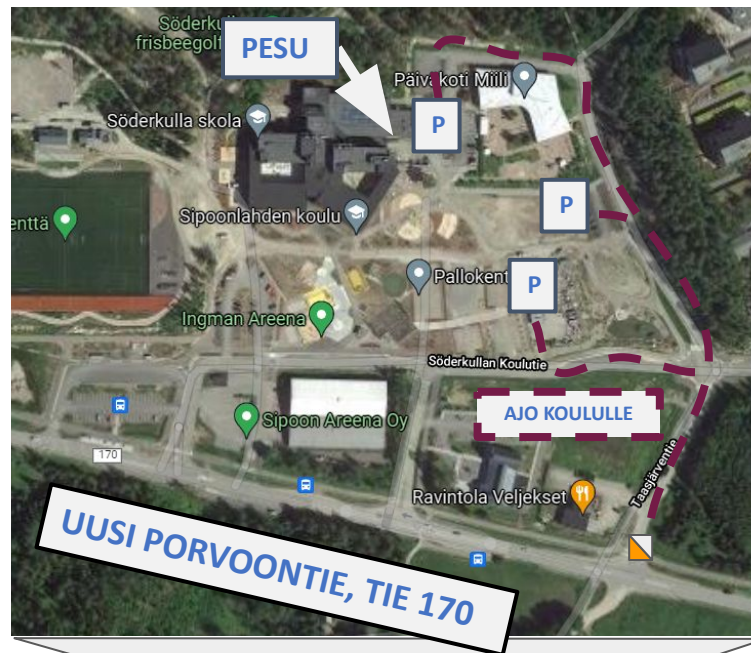 Söderku
frisbeegolf
PESU
Päiväkoti Miili
P
Söderkulla skola
P
Sipoonlahden koulu
enttä
Pallokent
P
Ingman Areena
Söderkullan Koulutie
AJO KOULULLE
Sipoon Areena Oy
170
Ravintola Veljekset
Taasjärventie
UUSI PORVOONTIE, TIE 170